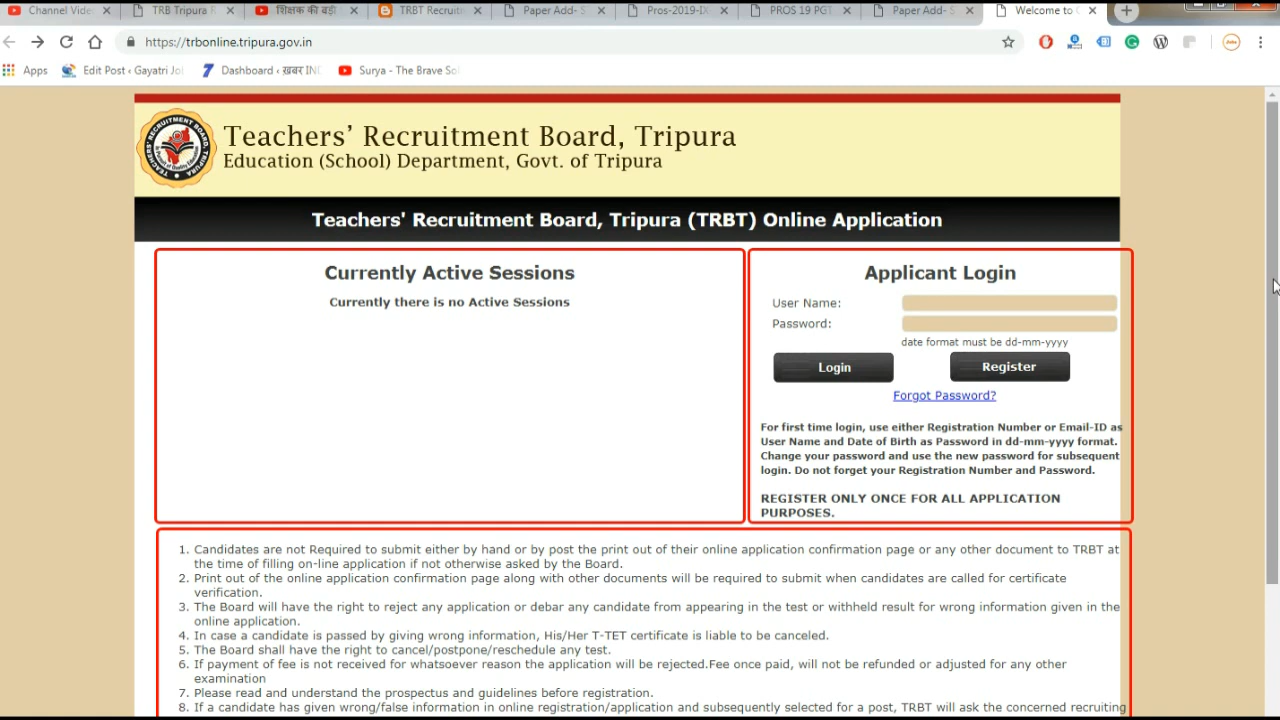 Channel Vide
TRB Tripura
शिक्षक की बड़ी
TRBT Recruit
Paper Add- S
Pros-2019-IX
PROS 19 PGT
Paper Add- S
Welcome to
https://trbonline.tripura.gov.in
Apps
Edit Post ‹ Gayatri Jo
Dashboard ‹ ख़बर IN
Surya - The Brave So
Teachers' Recruitment Board, Tripura
Education (School) Department, Govt. of Tripura
TEACHERS' RECRUITMENT BOARD, TRIPURA
Teachers' Recruitment Board, Tripura (TRBT) Online Application
Currently Active Sessions
Currently there is no Active Sessions
Applicant Login
User Name:
Password:
date format must be dd-mm-yyyy
Login
Register
Forgot Password?
For first time login, use either Registration Number or Email-ID as
User Name and Date of Birth as Password in dd-mm-yyyy format.
Change your password and use the new password for subsequent
login. Do not forget your Registration Number and Password.
REGISTER ONLY ONCE FOR ALL APPLICATION
PURPOSES.
1. Candidates are not Required to submit either by hand or by post the print out of their online application confirmation page or any other document to TRBT at
the time of filling on-line application if not otherwise asked by the Board.
2. Print out of the online application confirmation page along with other documents will be required to submit when candidates are called for certificate
verification.
3. The Board will have the right to reject any application or debar any candidate from appearing in the test or withheld result for wrong information given in the
online application.
4. In case a candidate is passed by giving wrong information, His/Her T-TET certificate is liable to be canceled.
5. The Board shall have the right to cancel/postpone/reschedule any test.
6. If payment of fee is not received for whatsoever reason the application will be rejected.Fee once paid, will not be refunded or adjusted for any other
examination
7. Please read and understand the prospectus and guidelines before registration.
8. If a candidate has given wrong/false information in online registration/application and subsequently selected for a post, TRBT will ask the concerned recruiting